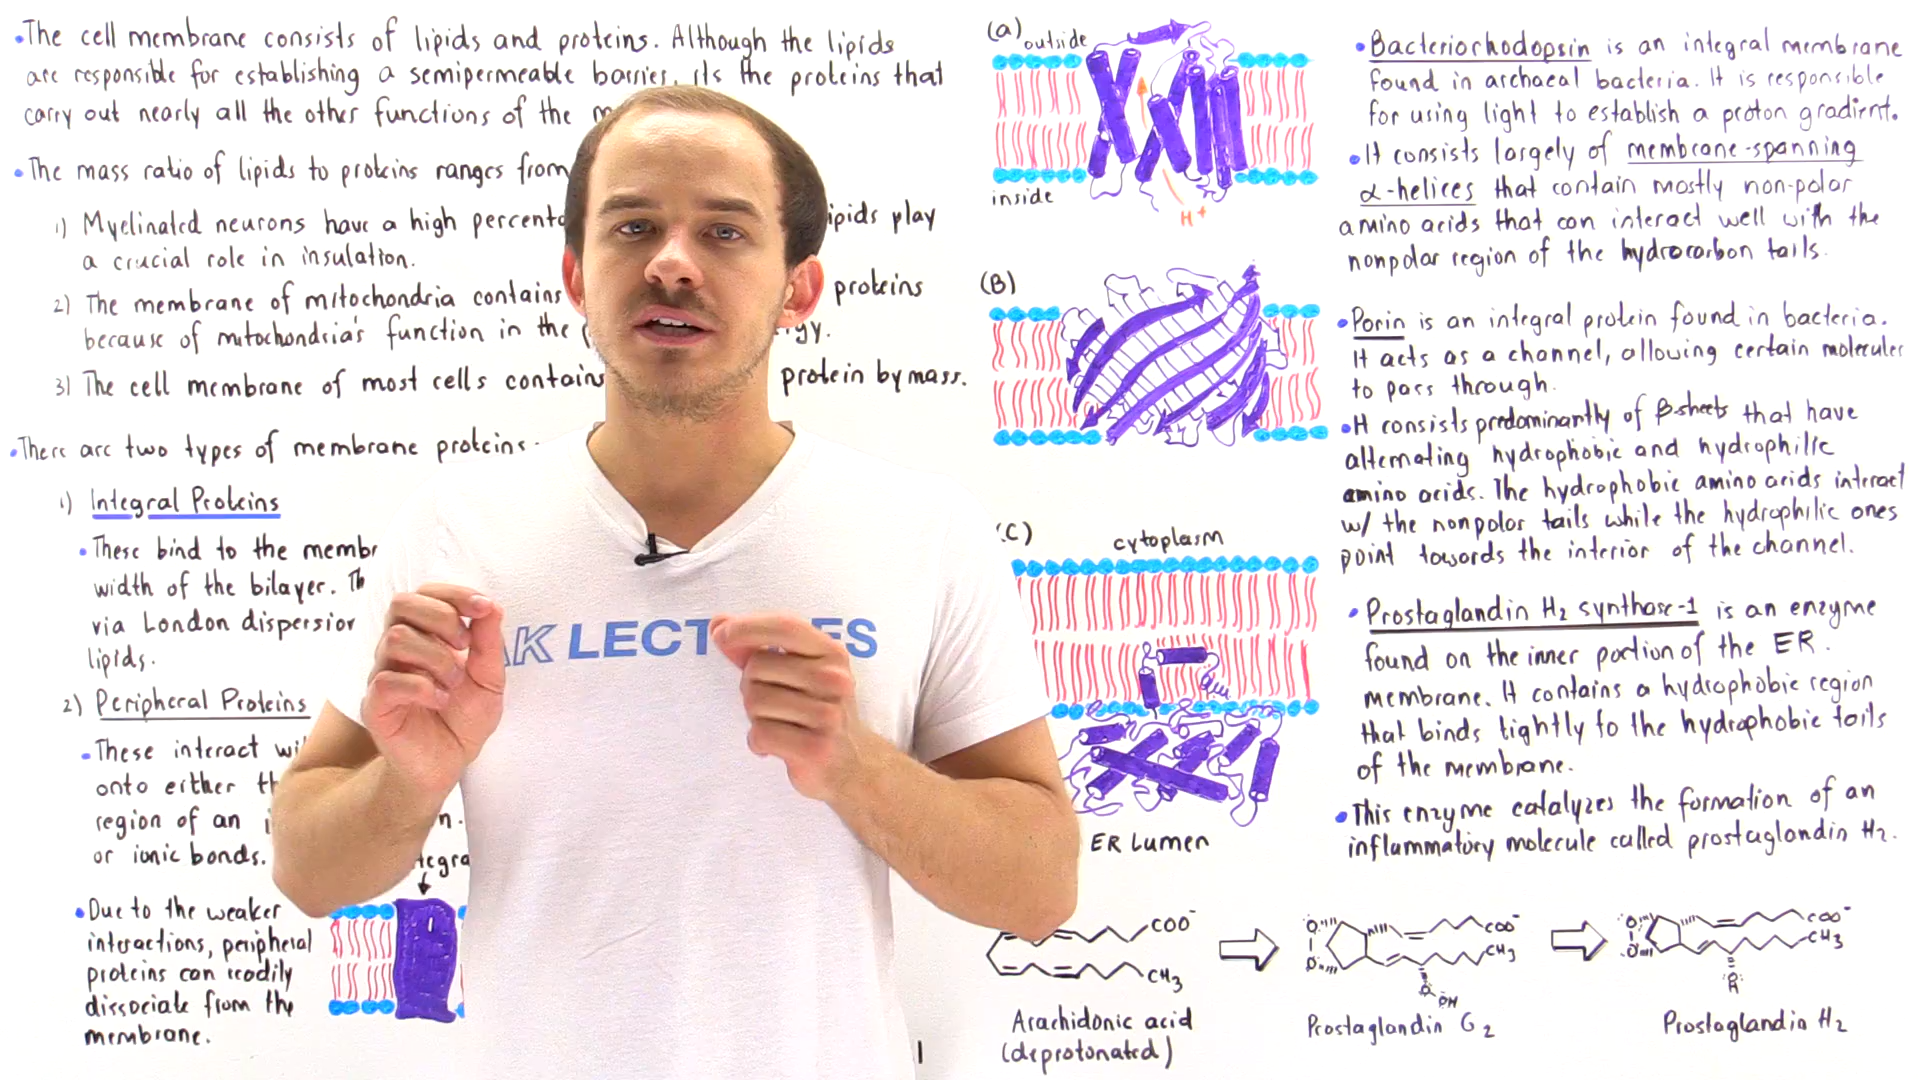 •The cell membrane consists of lipids and proteins. Although the lipids
are responsible for establishing a semipermeable barrier, its the proteins that
carry out nearly all the other functions of the
•The mass ratio of lipids to proteins ranges from
1) Myelinated neurons have a high lipids play
a crucial role in insulation.
2) The membrane of mitochondria contains proteins
because of mitochondria's function in the
3) The cell membrane of most cells contains protein by mass.
•There are two types of membrane proteins.
1) Integral Proteins
•These bind to the
width of the bilayer.
via London dispersion
lipids.
2) Peripheral Proteins
•These interact
onto either
region of an
or ionic bonds.
•Due to the weaker
interactions, peripheral
proteins can readily
dissociate from the
membrane.
AK LECTURES
(a) outside
inside
H+
(B)
(C)
cytoplasm
ER Lumen
•Bacteriorhodopsin is an integral membrane
found in archaeal bacteria. It is responsible
for using light to establish a proton gradient.
•It consists largely of membrane-spanning
α-helices that contain mostly non-polar
amino acids that can interact well with the
nonpolar region of the hydrocarbon tails.
•Porin is an integral protein found in bacteria.
It acts as a channel, allowing certain molecules
to pass through.
•It consists predominantly of β-sheets that have
alternating hydrophobic and hydrophilic
amino acids. The hydrophobic amino acids interact
w/ the nonpolar tails while the hydrophilic ones
point towards the interior of the channel.
•Prostaglandin H2 synthase-1 is an enzyme
found on the inner portion of the ER
membrane. It contains a hydrophobic region
that binds tightly to the hydrophobic tails
of the membrane.
•This enzyme catalyzes the formation of an
inflammatory molecule called prostaglandin H2.
COO⁻
CH3
Arachidonic acid
(deprotonated)
O
O
COO⁻
CH3
O
OH
Prostaglandin G2
O
O
COO⁻
CH3
O
H
Prostaglandin H2